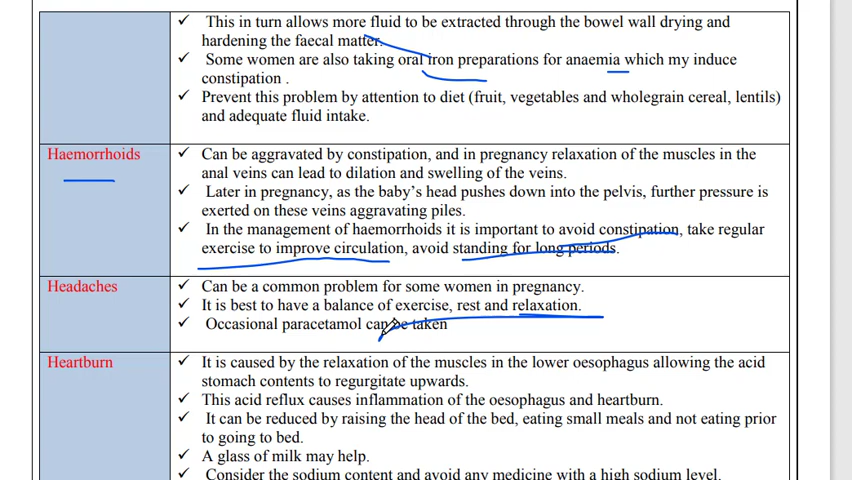 ✓ This in turn allows more fluid to be extracted through the bowel wall drying and
hardening the faecal matter.
✓ Some women are also taking oral iron preparations for anaemia which my induce
constipation .
✓ Prevent this problem by attention to diet (fruit, vegetables and wholegrain cereal, lentils)
and adequate fluid intake.
Haemorrhoids
✓ Can be aggravated by constipation, and in pregnancy relaxation of the muscles in the
anal veins can lead to dilation and swelling of the veins.
✓ Later in pregnancy, as the baby's head pushes down into the pelvis, further pressure is
exerted on these veins aggravating piles.
✓ In the management of haemorrhoids it is important to avoid constipation, take regular
exercise to improve circulation, avoid standing for long periods.
Headaches
✓ Can be a common problem for some women in pregnancy.
✓ It is best to have a balance of exercise, rest and relaxation.
✓ Occasional paracetamol can be taken
Heartburn
✓ It is caused by the relaxation of the muscles in the lower oesophagus allowing the acid
stomach contents to regurgitate upwards.
✓ This acid reflux causes inflammation of the oesophagus and heartburn.
✓ It can be reduced by raising the head of the bed, eating small meals and not eating prior
to going to bed.
✓ A glass of milk may help.
✓ Consider the sodium content and avoid any medicine with a high sodium level.